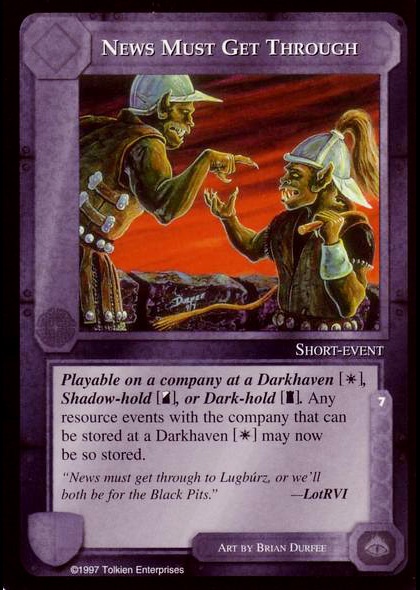 NEWS MUST GET THROUGH
DURFEE
97
SHORT-EVENT
Playable on a company at a Darkhaven [✶],
Shadow-hold [], or Dark-hold []. Any
resource events with the company that can
be stored at a Darkhaven [✶] may now
be so stored.
7
“News must get through to Lugbúrz, or we’ll
both be for the Black Pits.” —LotRVI
ART BY BRIAN DURFEE
©1997 Tolkien Enterprises